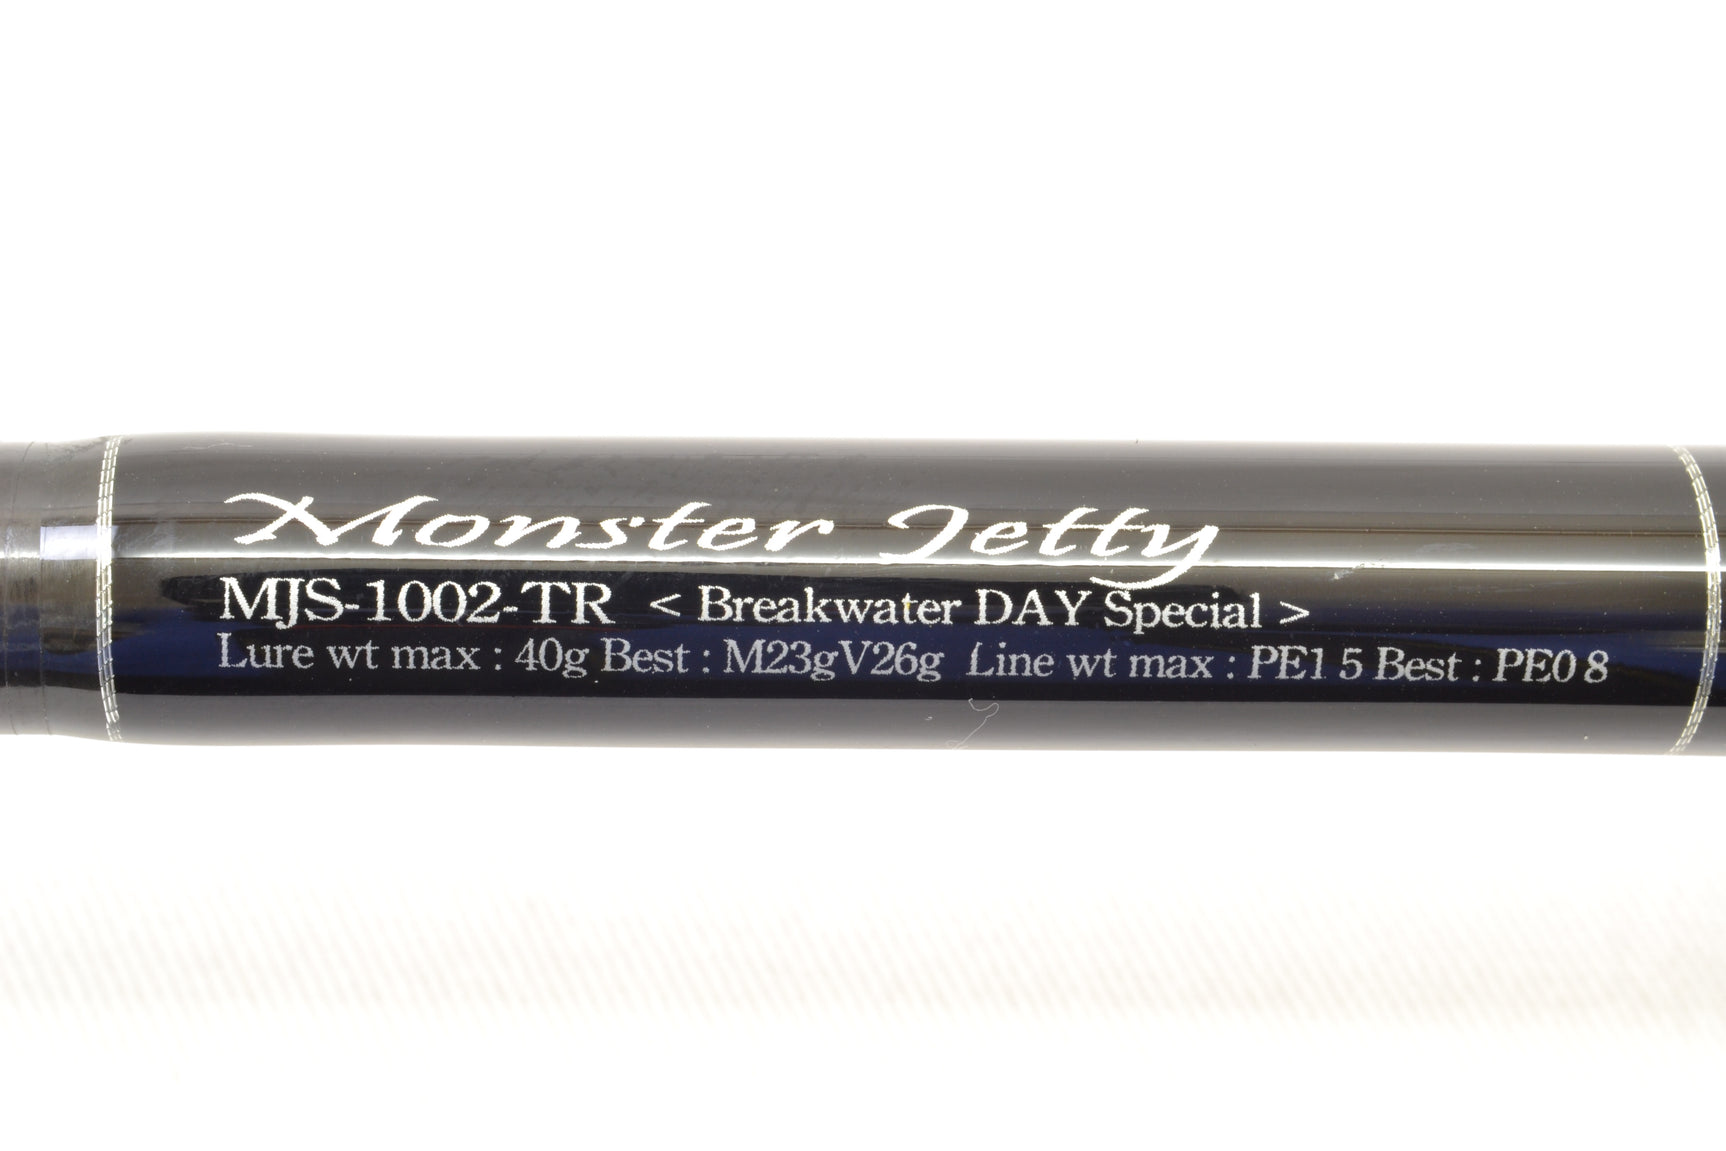 Monster Jetty
MJS-1002-TR < Breakwater DAY Special >
Lure wt max : 40g Best : M23gV26g Line wt max : PE1 5 Best : PE0 8